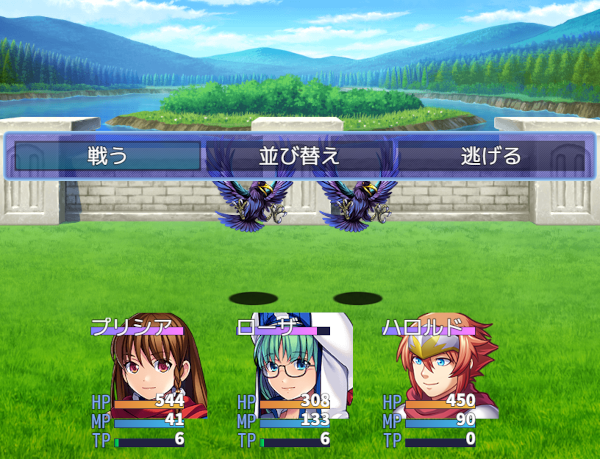 戦う 並び替え 逃げる
プリシア ローザ ハロルド
HP 544 HP 308 HP 450
MP 41 MP 133 MP 90
TP 6 TP 6 TP 0